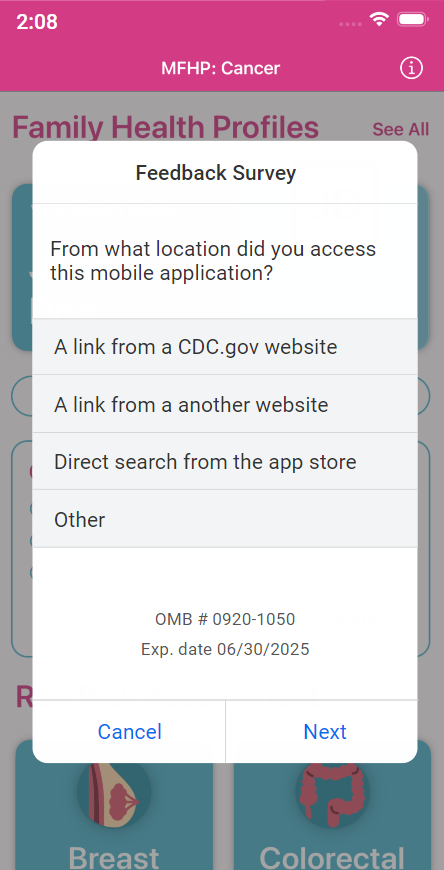 2:08
MFHP: Cancer
Family Health Profiles
See All
Feedback Survey
From what location did you access
this mobile application?
A link from a CDC.gov website
A link from a another website
Direct search from the app store
Other
OMB # 0920-1050
Exp. date 06/30/2025
Cancel
Next
Breast
Colorectal